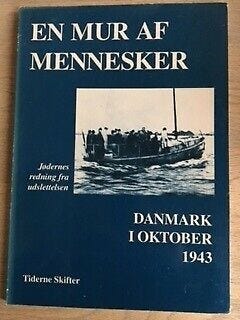 EN MUR AF
MENNESKER
Jødernes
redning fra
udslettelsen
DANMARK
I OKTOBER
1943
Tiderne Skifter